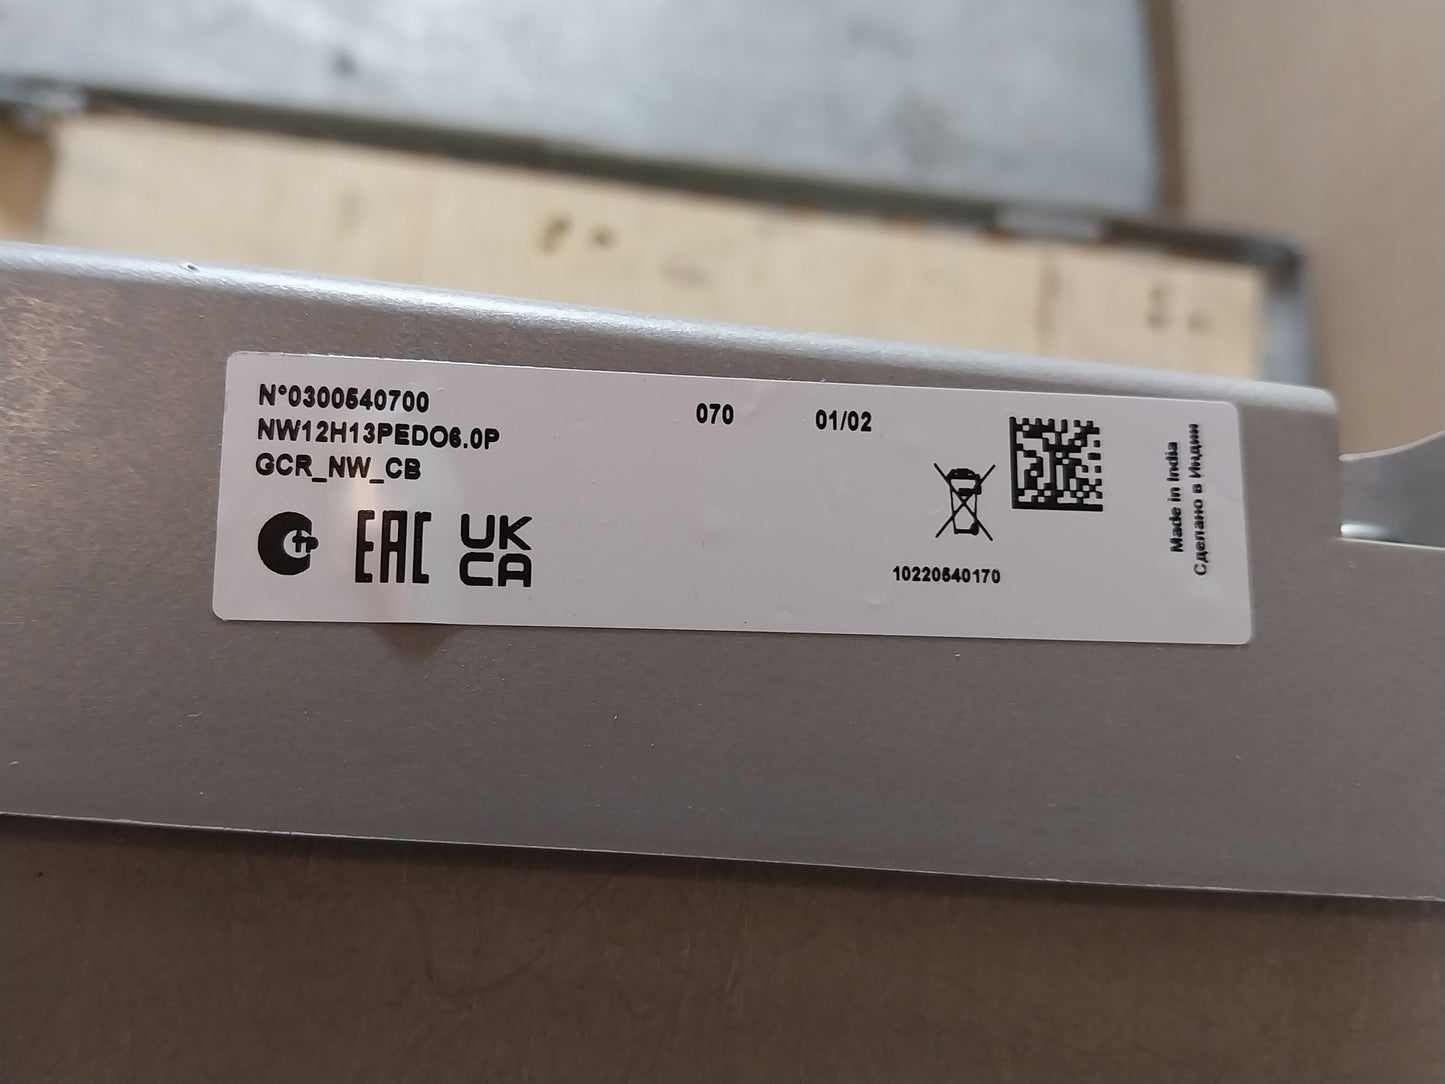 N°0300540700
NW12H13PEDO6.0P
GCR_NW_CB
070
01/02
EAC
UK
CA
10220540170
Made in India
Сделано в Индии